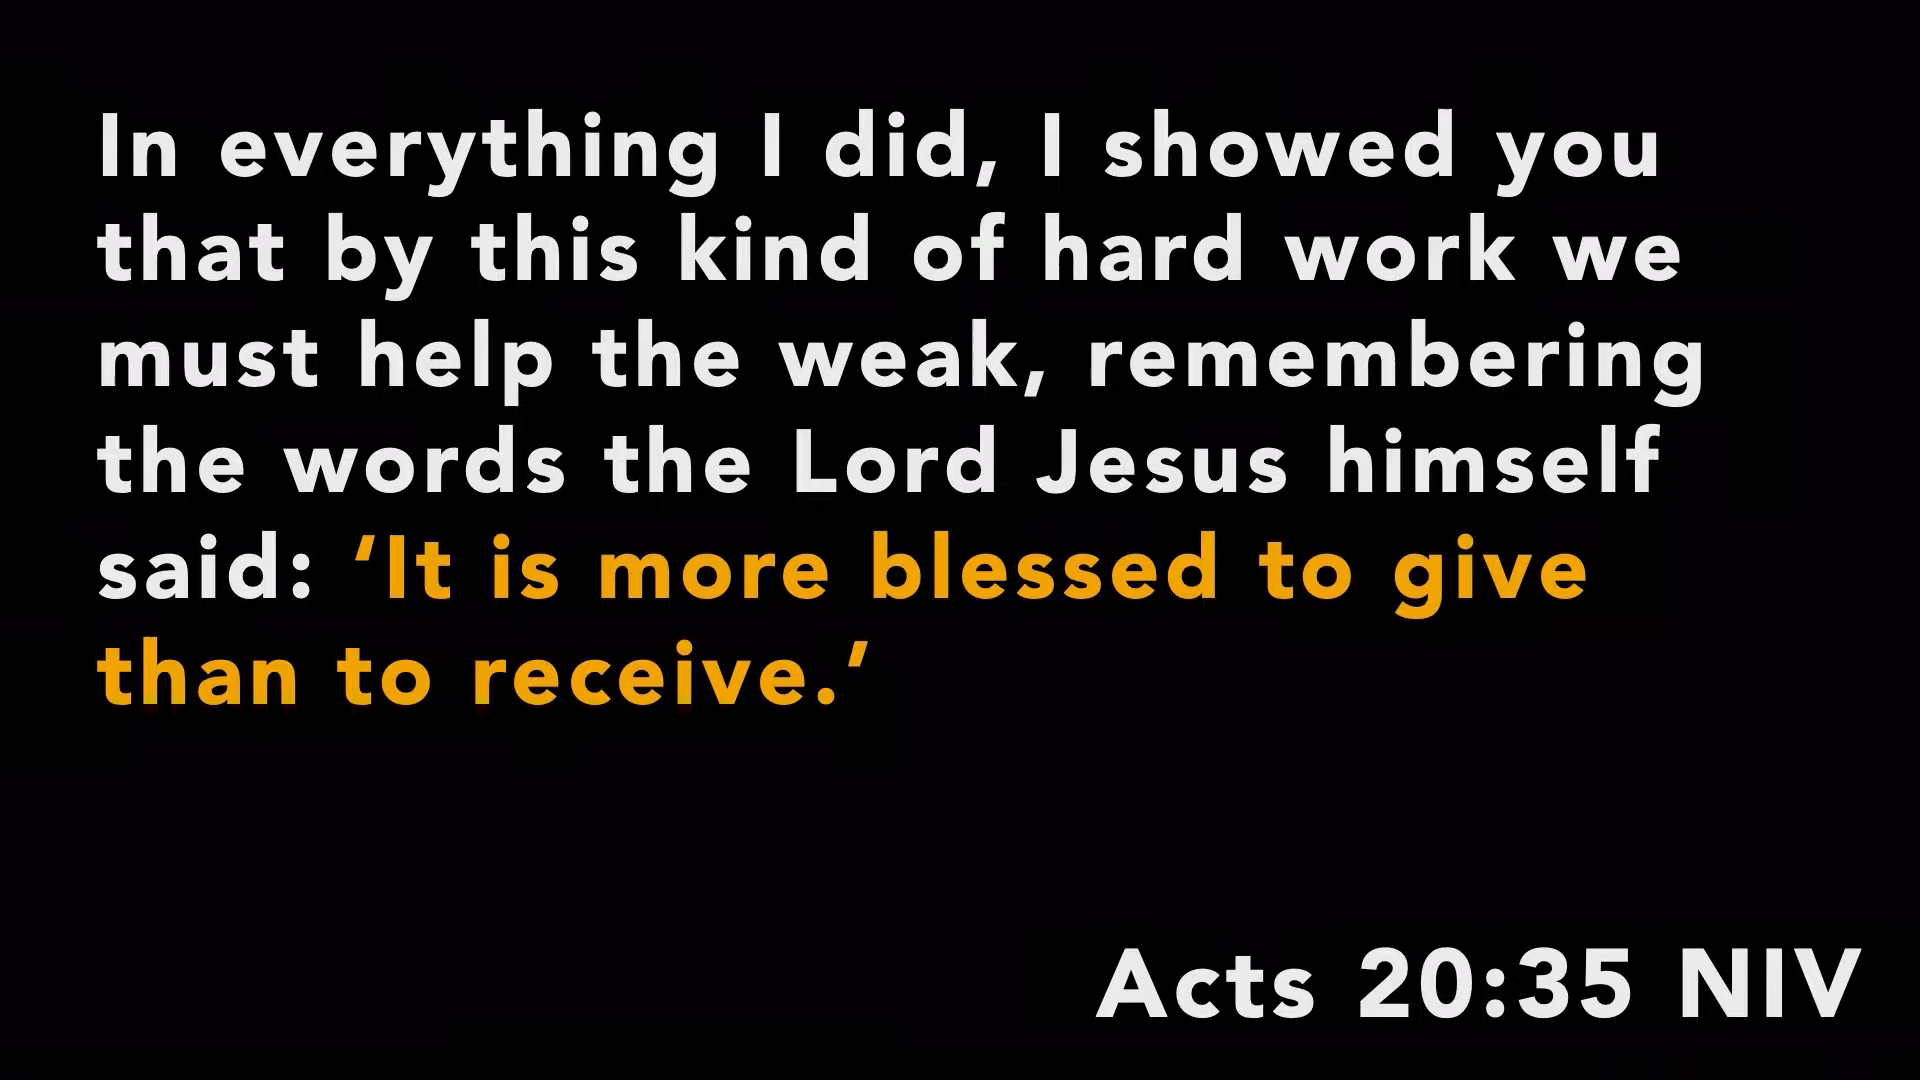 In everything I did, I showed you
that by this kind of hard work we
must help the weak, remembering
the words the Lord Jesus himself
said: ‘It is more blessed to give
than to receive.’
Acts 20:35 NIV